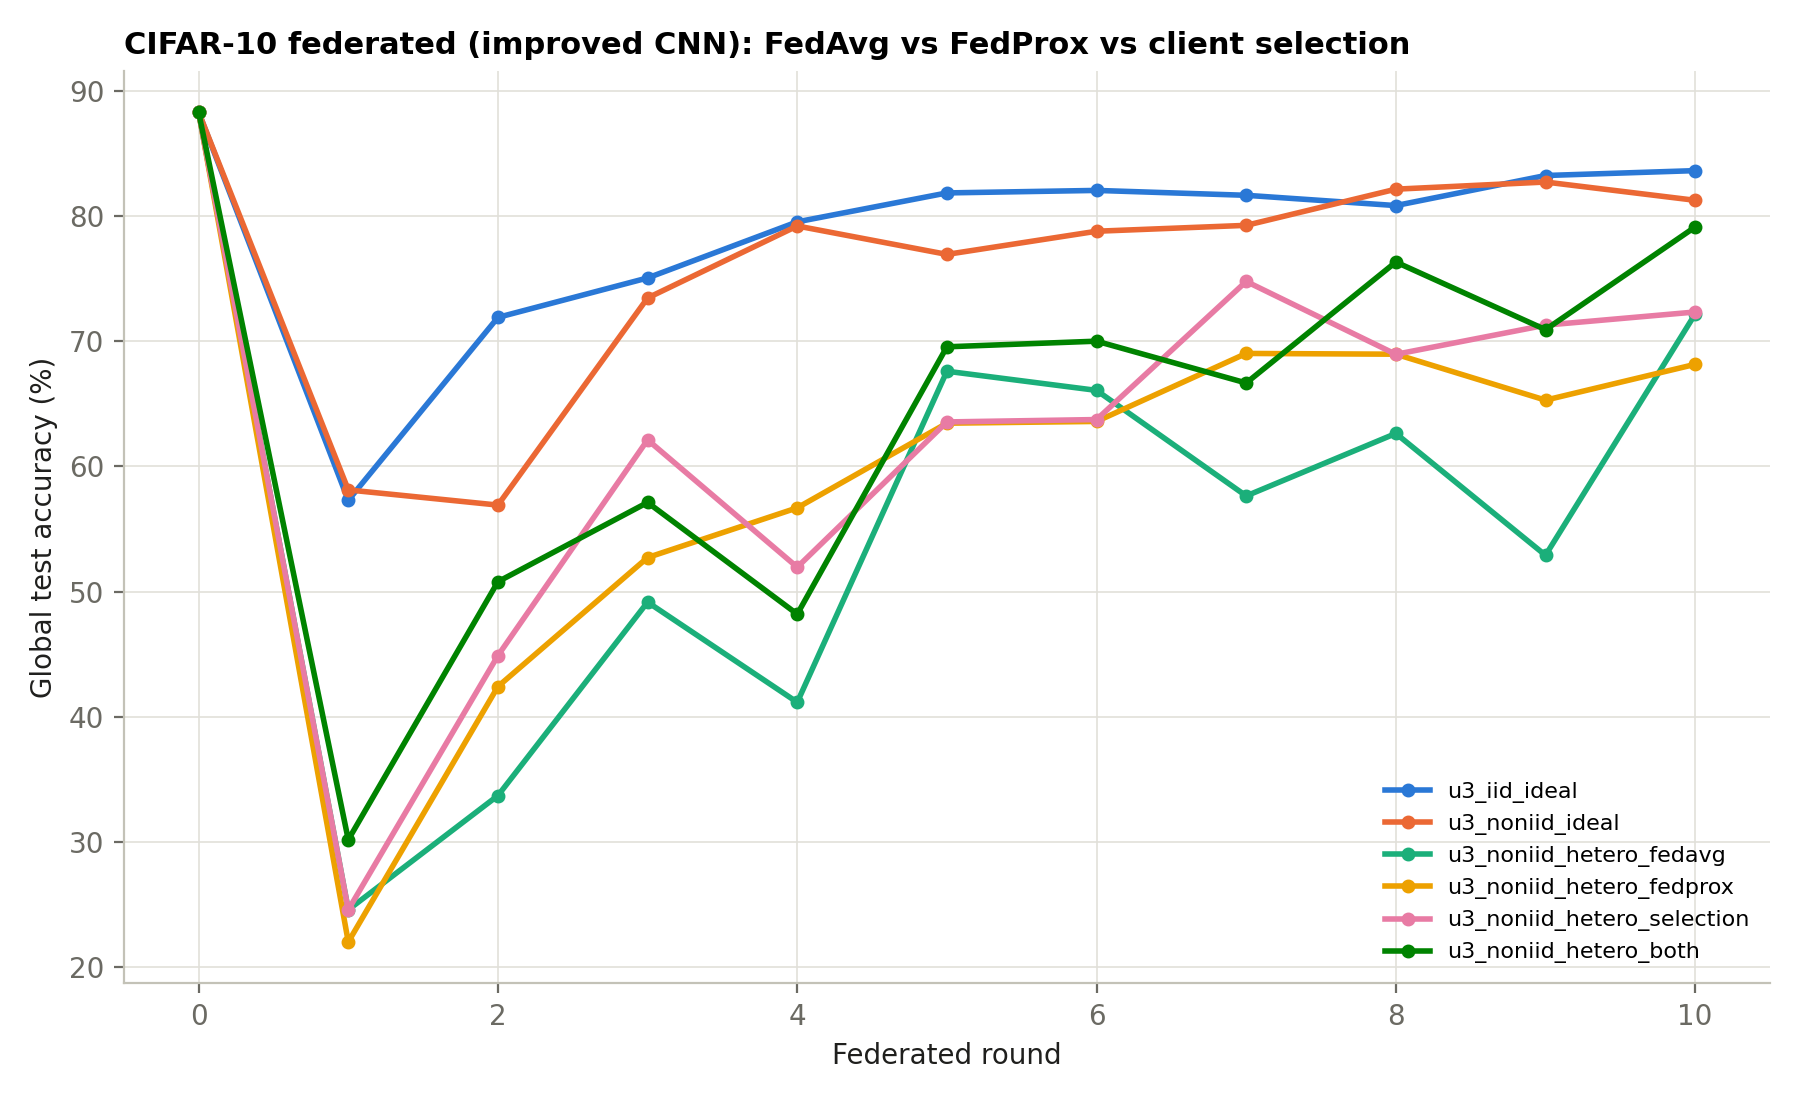 CIFAR-10 federated (improved CNN): FedAvg vs FedProx vs client selection
Global test accuracy (%)
90
80
70
60
50
40
30
20
0
2
4
6
8
10
Federated round
u3_iid_ideal
u3_noniid_ideal
u3_noniid_hetero_fedavg
u3_noniid_hetero_fedprox
u3_noniid_hetero_selection
u3_noniid_hetero_both